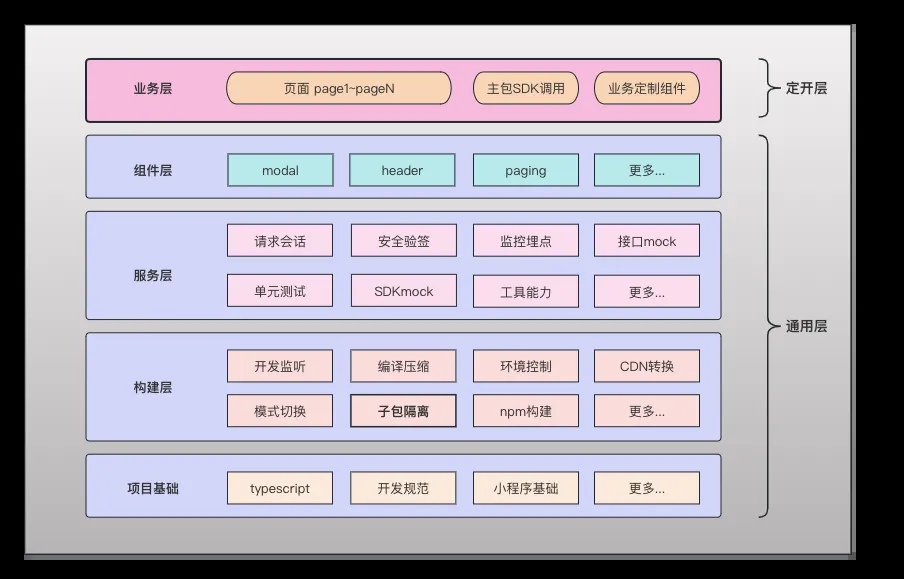 业务层 页面 page1~pageN 主包SDK调用 业务定制组件 定开层
组件层 modal header paging 更多...
请求会话 安全验签 监控埋点 接口mock
服务层
单元测试 SDKmock 工具能力 更多...
通用层
开发监听 编译压缩 环境控制 CDN转换
构建层
模式切换 子包隔离 npm构建 更多...
项目基础 typescript 开发规范 小程序基础 更多...